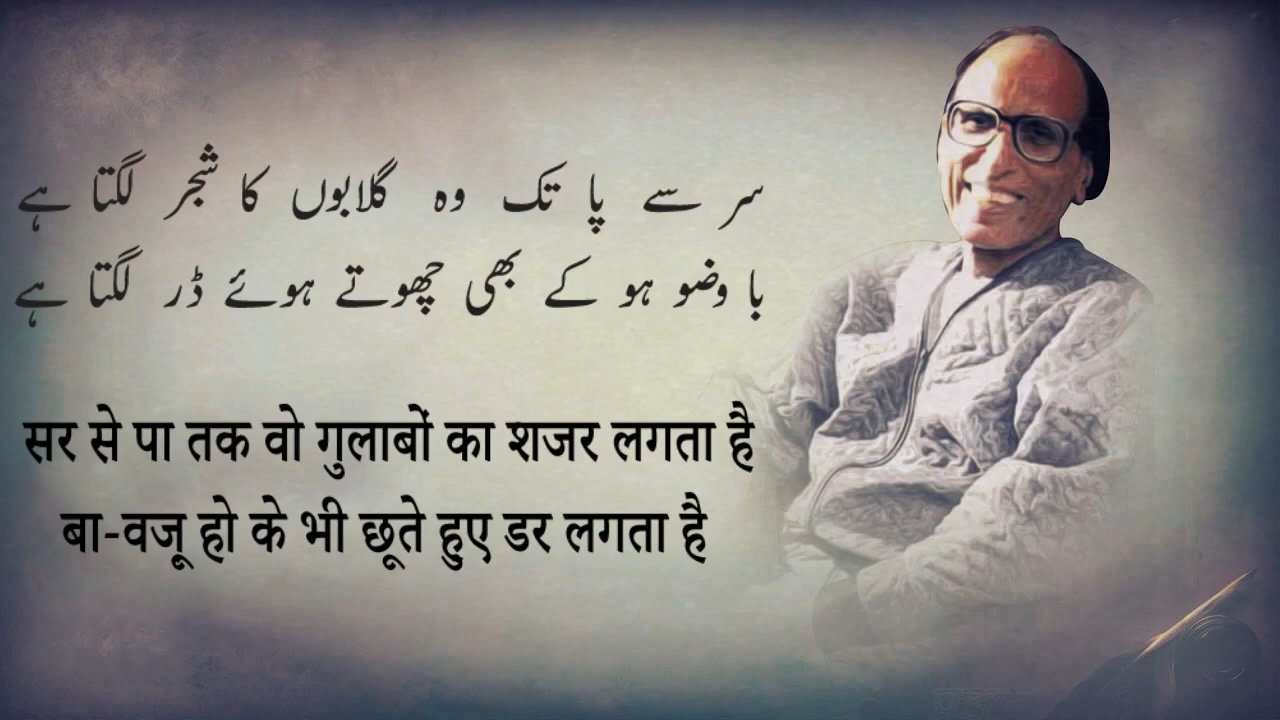 سر سے پا تک وہ گلابوں کا شجر لگتا ہے
با وضو ہو کے بھی چھوتے ہوئے ڈر لگتا ہے
सर से पा तक वो गुलाबों का शजर लगता है
बा-वजू हो के भी छूते हुए डर लगता है